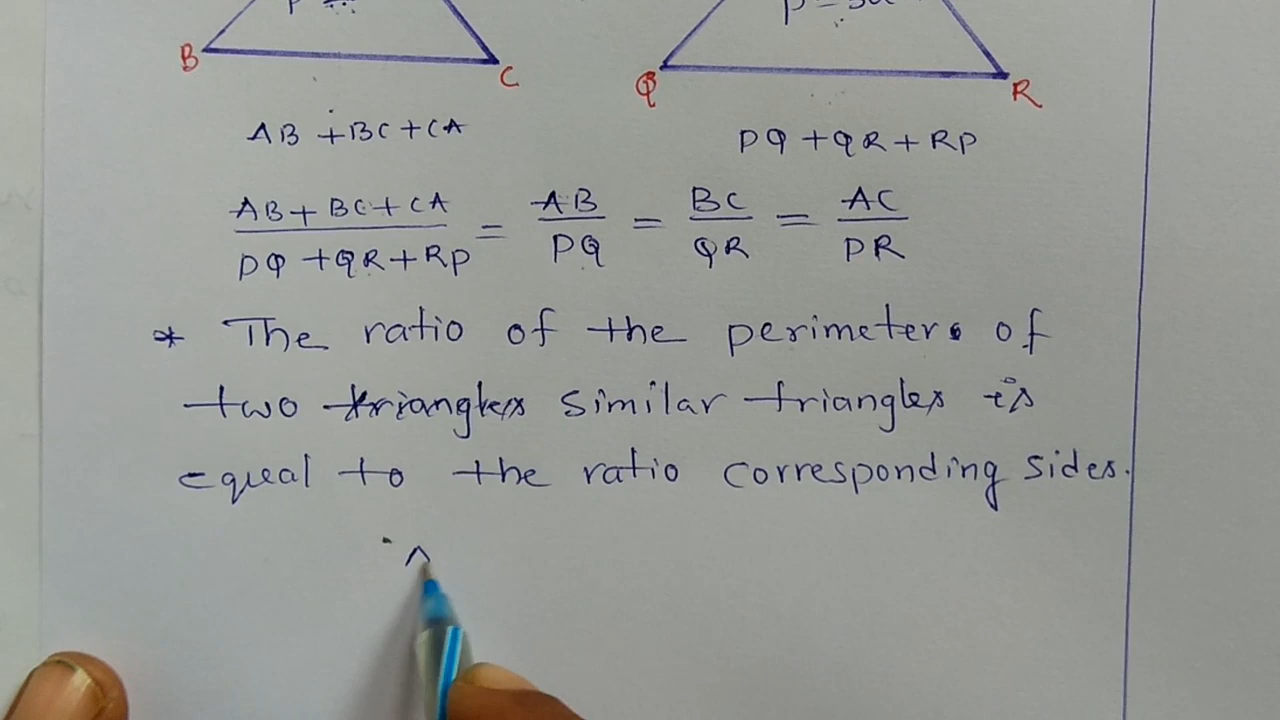 B C Q R
AB + BC + CA PQ + QR + RP
AB + BC + CA / PQ + QR + RP = AB / PQ = BC / QR = AC / PR
* The ratio of the perimeters of
two triangles similar triangles is
equal to the ratio corresponding sides.